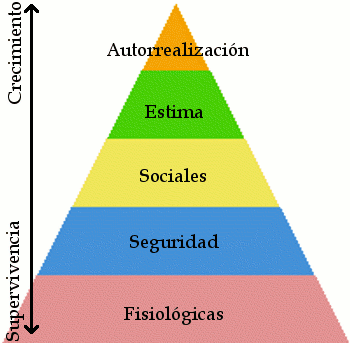 Crecimiento
Supervivencia
Autorrealización
Estima
Sociales
Seguridad
Fisiológicas